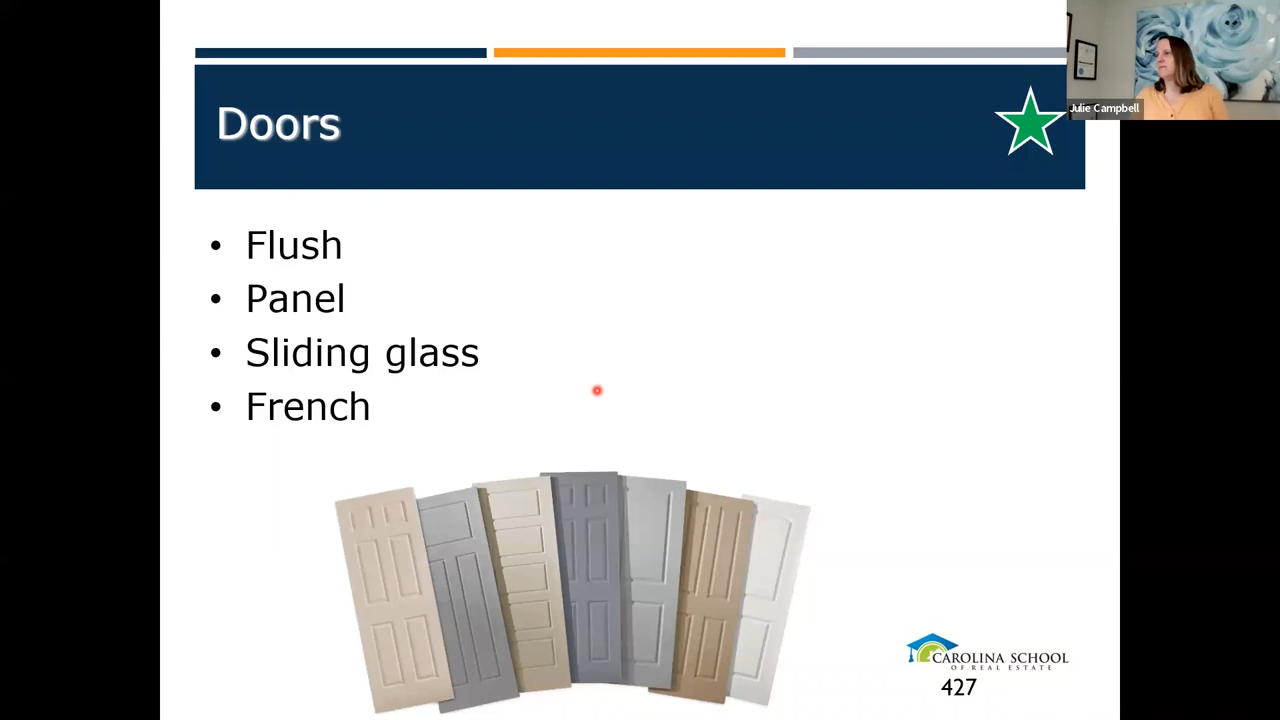 Doors
Julie Campbell
• Flush
• Panel
• Sliding glass
• French
CAROLINA SCHOOL
OF REAL ESTATE
427